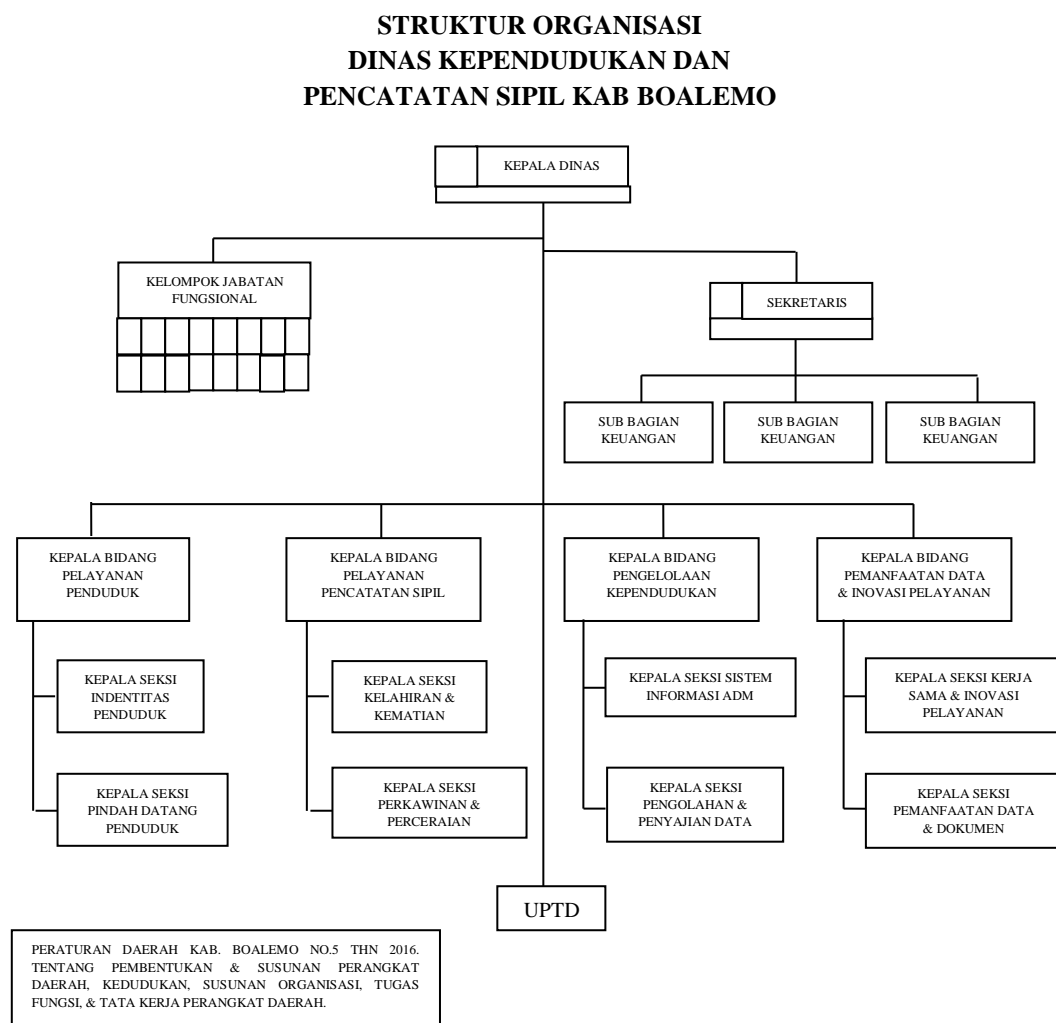 STRUKTUR ORGANISASI
DINAS KEPENDUDUKAN DAN
PENCATATAN SIPIL KAB BOALEMO
KEPALA DINAS
KELOMPOK JABATAN
FUNGSIONAL
SEKRETARIS
SUB BAGIAN
KEUANGAN
SUB BAGIAN
KEUANGAN
SUB BAGIAN
KEUANGAN
KEPALA BIDANG
PELAYANAN
PENDUDUK
KEPALA BIDANG
PELAYANAN
PENCATATAN SIPIL
KEPALA BIDANG
PENGELOLAAN
KEPENDUDUKAN
KEPALA BIDANG
PEMANFAATAN DATA
& INOVASI PELAYANAN
KEPALA SEKSI
INDENTITAS
PENDUDUK
KEPALA SEKSI
KELAHIRAN &
KEMATIAN
KEPALA SEKSI SISTEM
INFORMASI ADM
KEPALA SEKSI KERJA
SAMA & INOVASI
PELAYANAN
KEPALA SEKSI
PINDAH DATANG
PENDUDUK
KEPALA SEKSI
PERKAWINAN &
PERCERAIAN
KEPALA SEKSI
PENGOLAHAN &
PENYAJIAN DATA
KEPALA SEKSI
PEMANFAATAN DATA
& DOKUMEN
UPTD
PERATURAN DAERAH KAB. BOALEMO NO.5 THN 2016.
TENTANG PEMBENTUKAN & SUSUNAN PERANGKAT
DAERAH, KEDUDUKAN, SUSUNAN ORGANISASI, TUGAS
FUNGSI, & TATA KERJA PERANGKAT DAERAH.